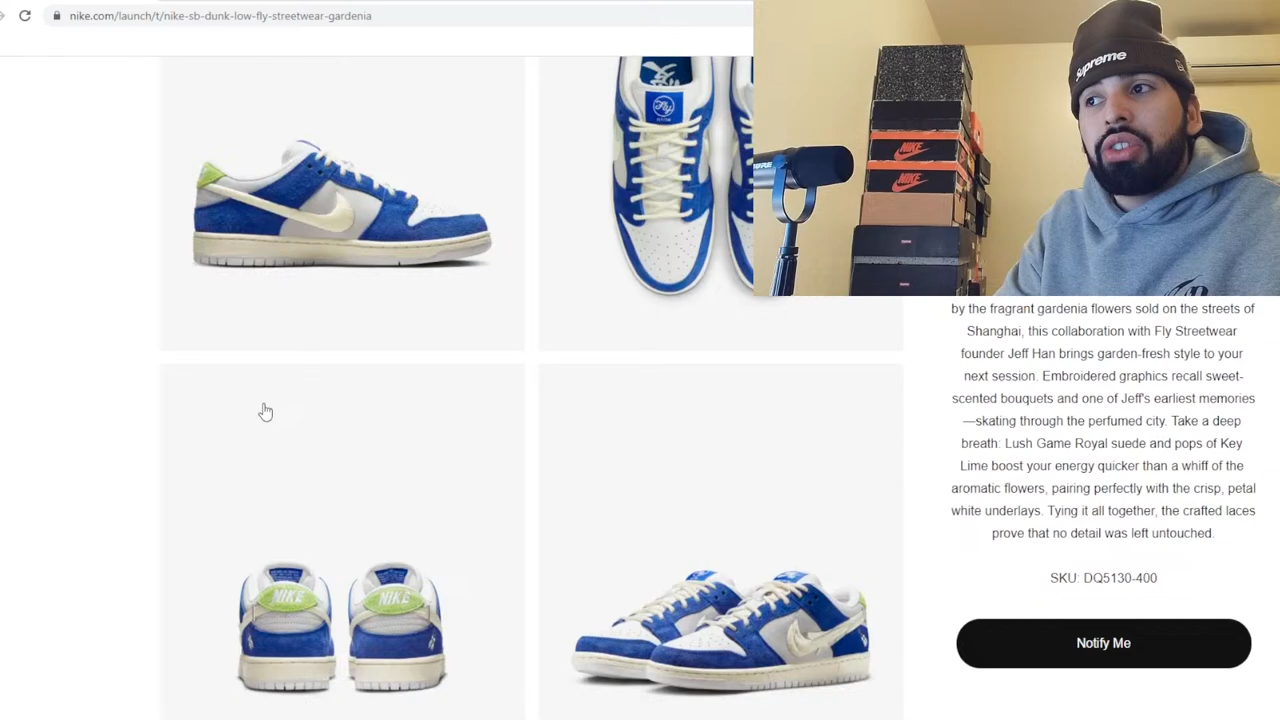 nike.com/launch/t/nike-sb-dunk-low-fly-streetwear-gardenia
Supreme
Fly
NIKE
NIKE
by the fragrant gardenia flowers sold on the streets of
Shanghai, this collaboration with Fly Streetwear
founder Jeff Han brings garden-fresh style to your
next session. Embroidered graphics recall sweet-
scented bouquets and one of Jeff's earliest memories
—skating through the perfumed city. Take a deep
breath: Lush Game Royal suede and pops of Key
Lime boost your energy quicker than a whiff of the
aromatic flowers, pairing perfectly with the crisp, petal
white underlays. Tying it all together, the crafted laces
prove that no detail was left untouched.
SKU: DQ5130-400
NIKE
NIKE
Notify Me